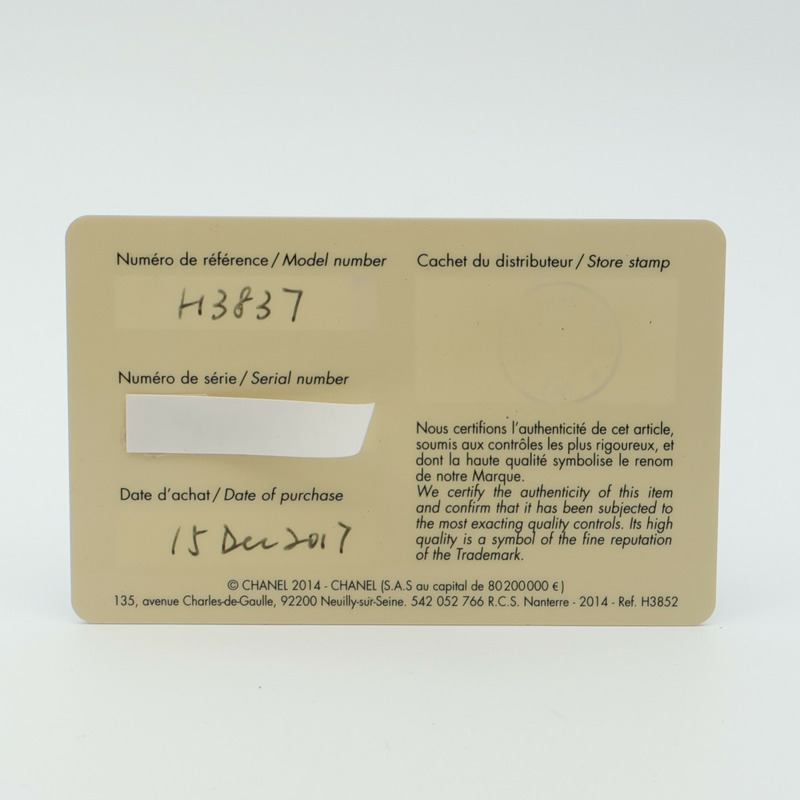 Numéro de référence / Model number
H3837
Numéro de série / Serial number
Date d'achat / Date of purchase
15 Dec 2017
Cachet du distributeur / Store stamp
Nous certifions l'authenticité de cet article,
soumis aux contrôles les plus rigoureux, et
dont la haute qualité symbolise le renom
de notre Marque.
We certify the authenticity of this item
and confirm that it has been subjected to
the most exacting quality controls. Its high
quality is a symbol of the fine reputation
of the Trademark.
© CHANEL 2014 - CHANEL (S.A.S au capital de 80 200 000 €)
135, avenue Charles-de-Gaulle, 92200 Neuilly-sur-Seine. 542 052 766 R.C.S. Nanterre - 2014 - Ref. H3852